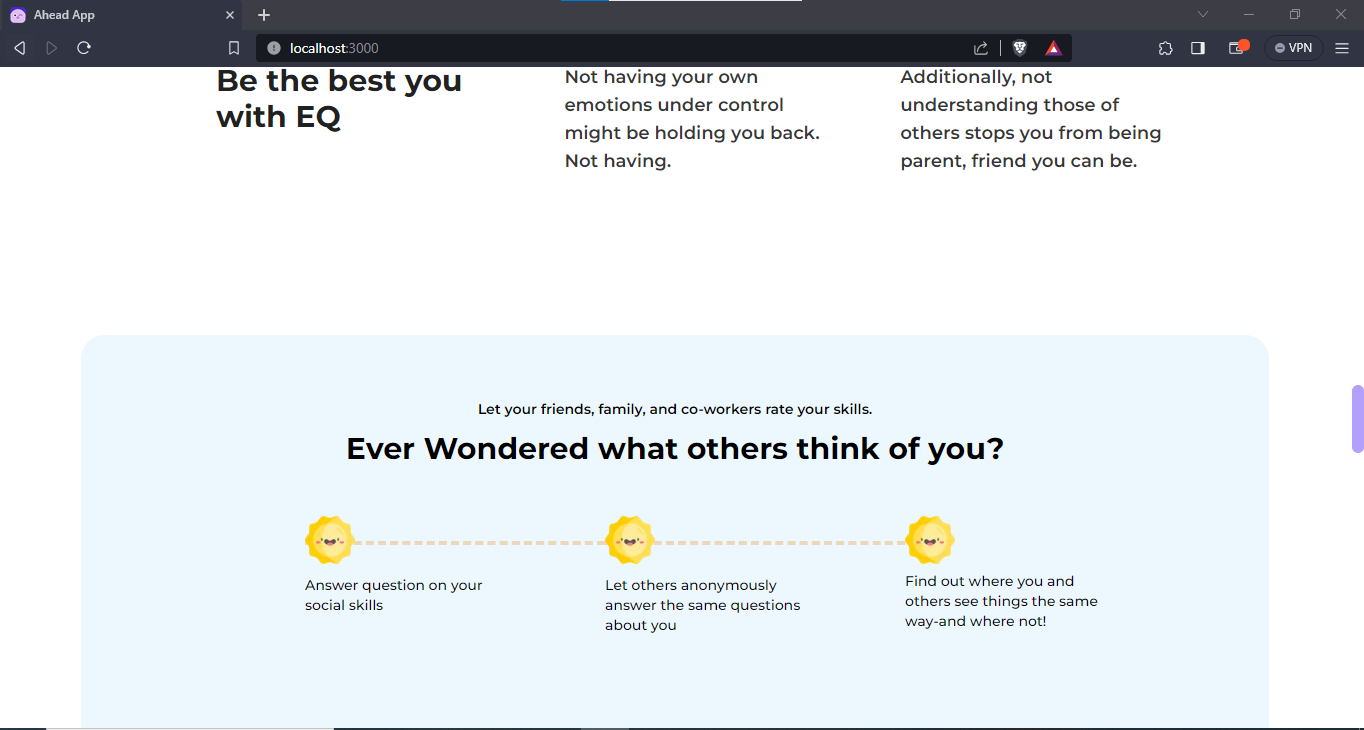 Ahead App
localhost:3000
VPN
Be the best you
with EQ
Not having your own
emotions under control
might be holding you back.
Not having.
Additionally, not
understanding those of
others stops you from being
parent, friend you can be.
Let your friends, family, and co-workers rate your skills.
Ever Wondered what others think of you?
Answer question on your
social skills
Let others anonymously
answer the same questions
about you
Find out where you and
others see things the same
way-and where not!